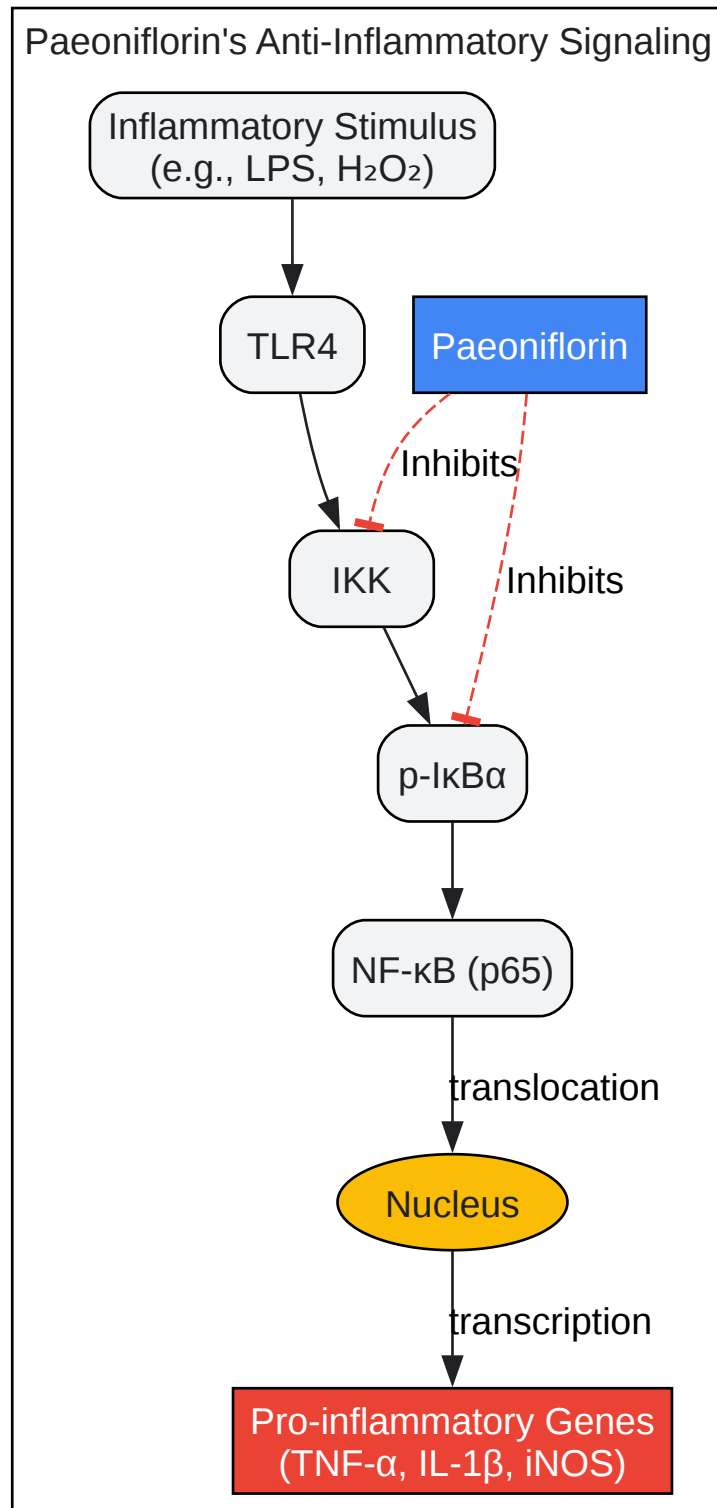 Paeoniflorin's Anti-Inflammatory Signaling
Inflammatory Stimulus
(e.g., LPS, H₂O₂)
TLR4
Paeoniflorin
Inhibits
IKK
Inhibits
p-IκBα
NF-κB (p65)
translocation
Nucleus
transcription
Pro-inflammatory Genes
(TNF-α, IL-1β, iNOS)